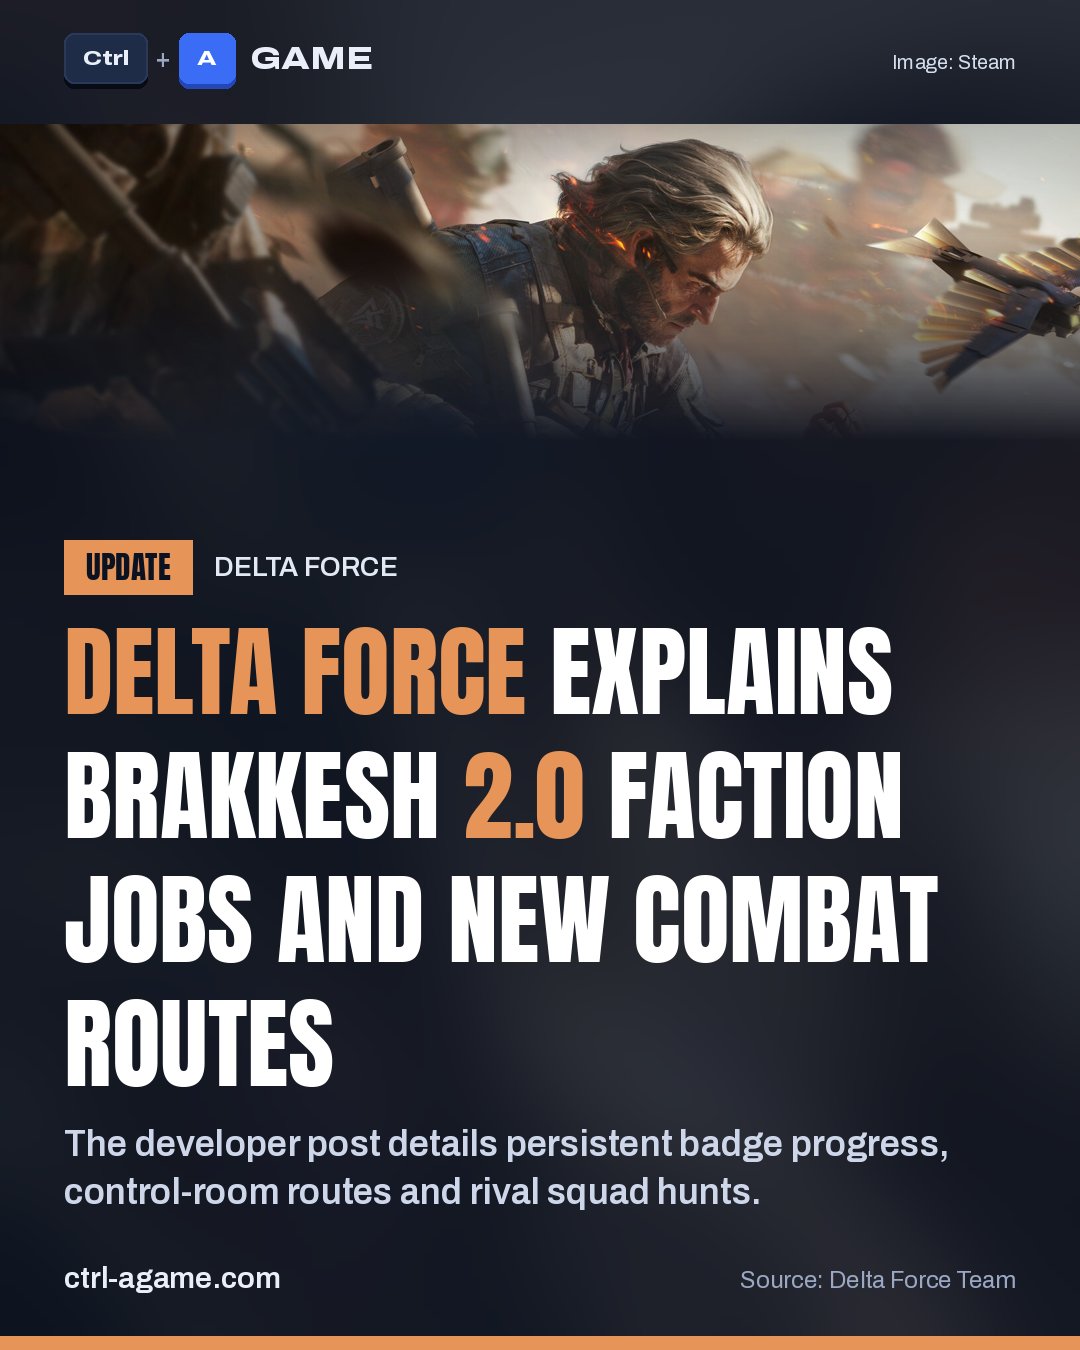 Ctrl + A GAME
Image: Steam
UPDATE DELTA FORCE
DELTA FORCE EXPLAINS
BRAKKESH 2.0 FACTION
JOBS AND NEW COMBAT
ROUTES
The developer post details persistent badge progress,
control-room routes and rival squad hunts.
ctrl-agame.com
Source: Delta Force Team